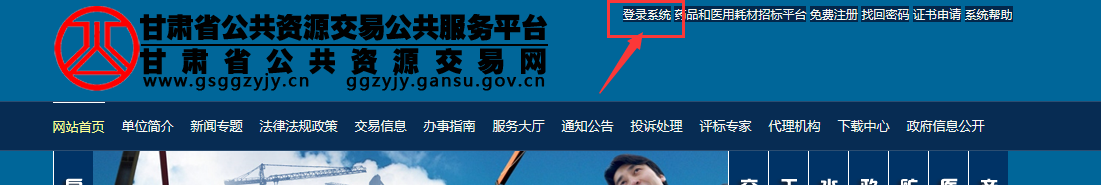 登录系统 药品和医用耗材招标平台 免费注册 找回密码 证书申请 系统帮助
甘肃省公共资源交易公共服务平台
甘肃省公共资源交易网
www.gsggzyjy.cn ggzyjy.gansu.gov.cn
网站首页 单位简介 新闻专题 法律法规政策 交易信息 办事指南 服务大厅 通知公告 投诉处理 评标专家 代理机构 下载中心 政府信息公开